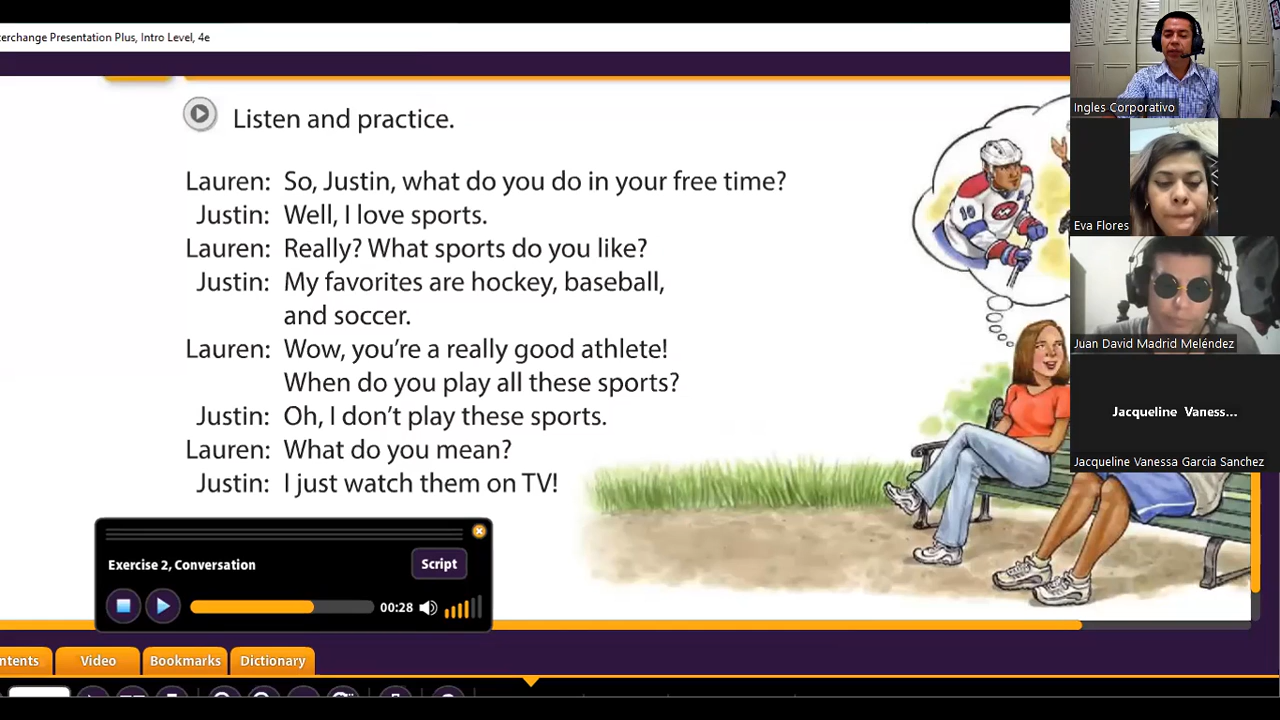 erchange Presentation Plus, Intro Level, 4e
Listen and practice.
Lauren: So, Justin, what do you do in your free time?
Justin: Well, I love sports.
Lauren: Really? What sports do you like?
Justin: My favorites are hockey, baseball,
and soccer.
Lauren: Wow, you're a really good athlete!
When do you play all these sports?
Justin: Oh, I don't play these sports.
Lauren: What do you mean?
Justin: I just watch them on TV!
Exercise 2, Conversation
Script
00:28
ntents
Video
Bookmarks
Dictionary
10
Ingles Corporativo
Eva Flores
Juan David Madrid Meléndez
Jacqueline Vaness...
Jacqueline Vanessa Garcia Sanchez